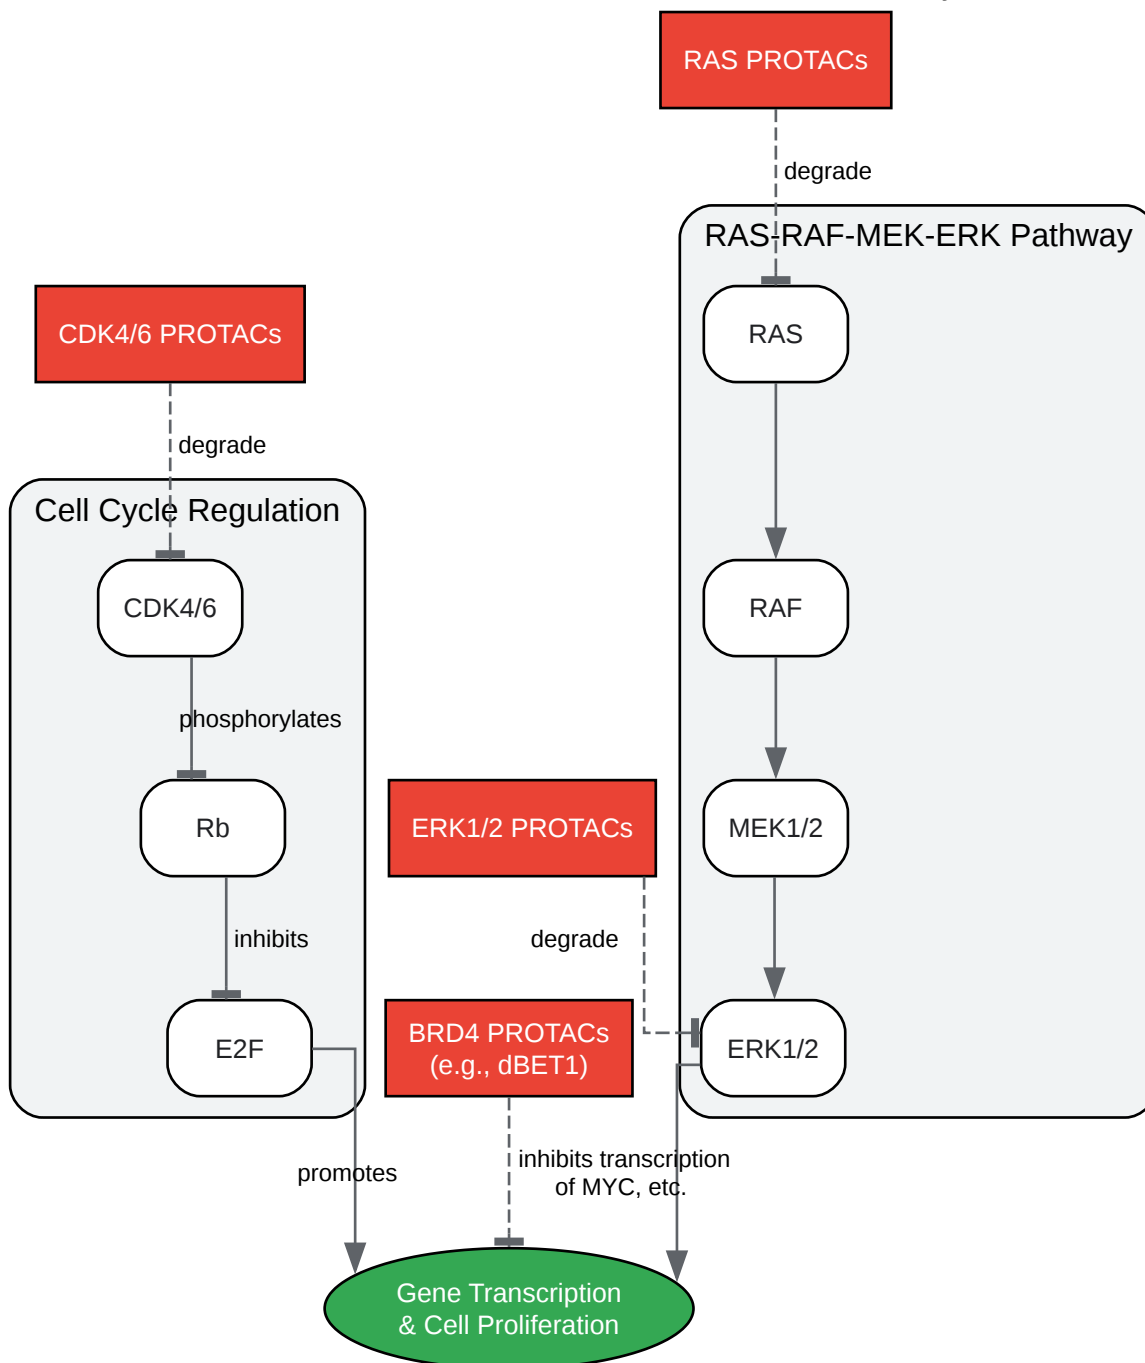 RAS PROTACs
degrade
RAS-RAF-MEK-ERK Pathway
RAS
CDK4/6 PROTACs
degrade
Cell Cycle Regulation
CDK4/6
RAF
phosphorylates
Rb
ERK1/2 PROTACs
MEK1/2
inhibits
degrade
E2F
BRD4 PROTACs
(e.g., dBET1)
ERK1/2
promotes
inhibits transcription
of MYC, etc.
Gene Transcription
& Cell Proliferation